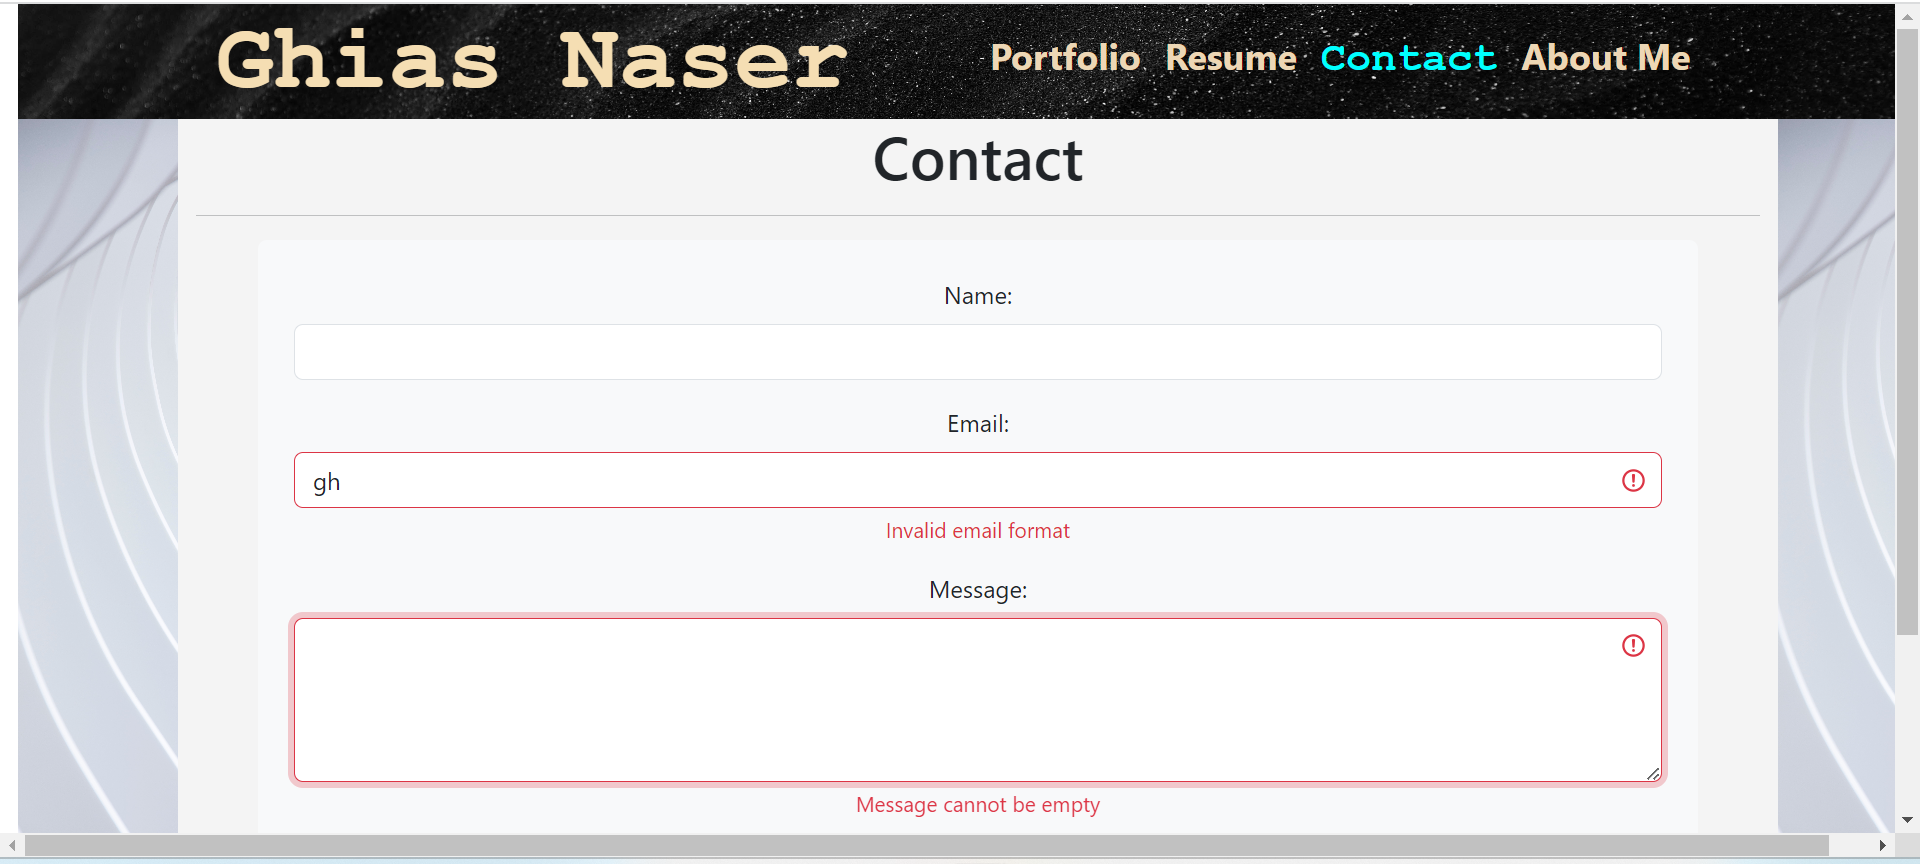 Ghias Naser
Portfolio Resume Contact About Me
Contact
Name:
Email:
gh
Invalid email format
Message:
Message cannot be empty